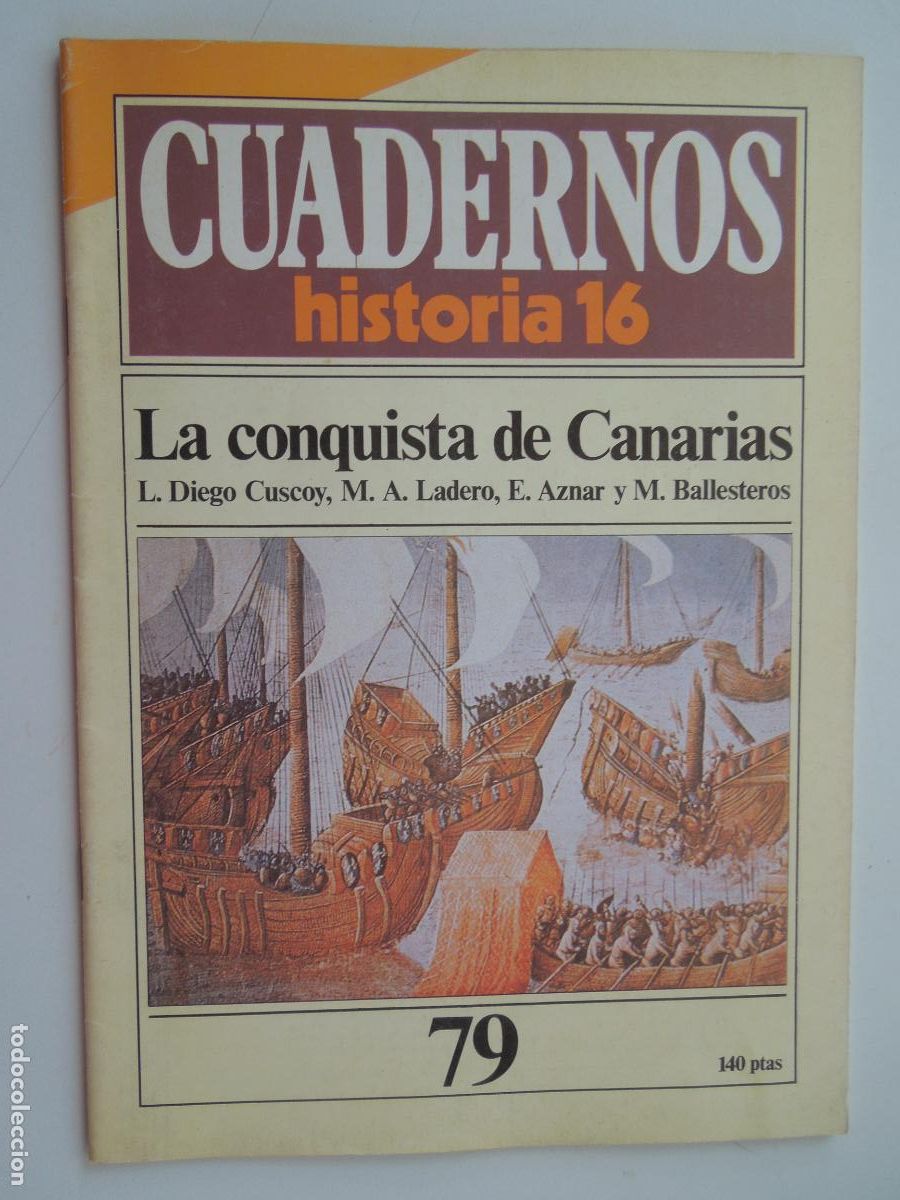 CUADERNOS
historia 16
La conquista de Canarias
L. Diego Cuscoy, M. A. Ladero, E. Aznar y M. Ballesteros
79
140 ptas
todocoleccion